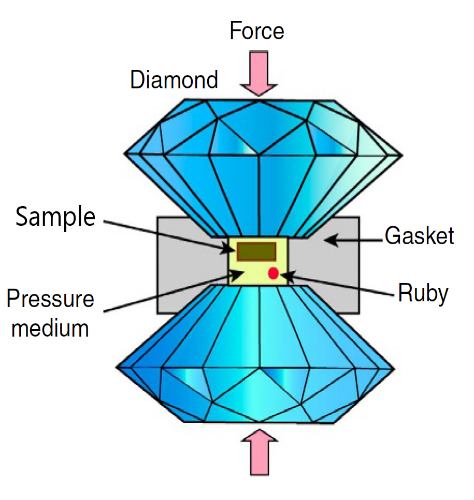 Force
Diamond
Sample
Gasket
Pressure
medium
Ruby